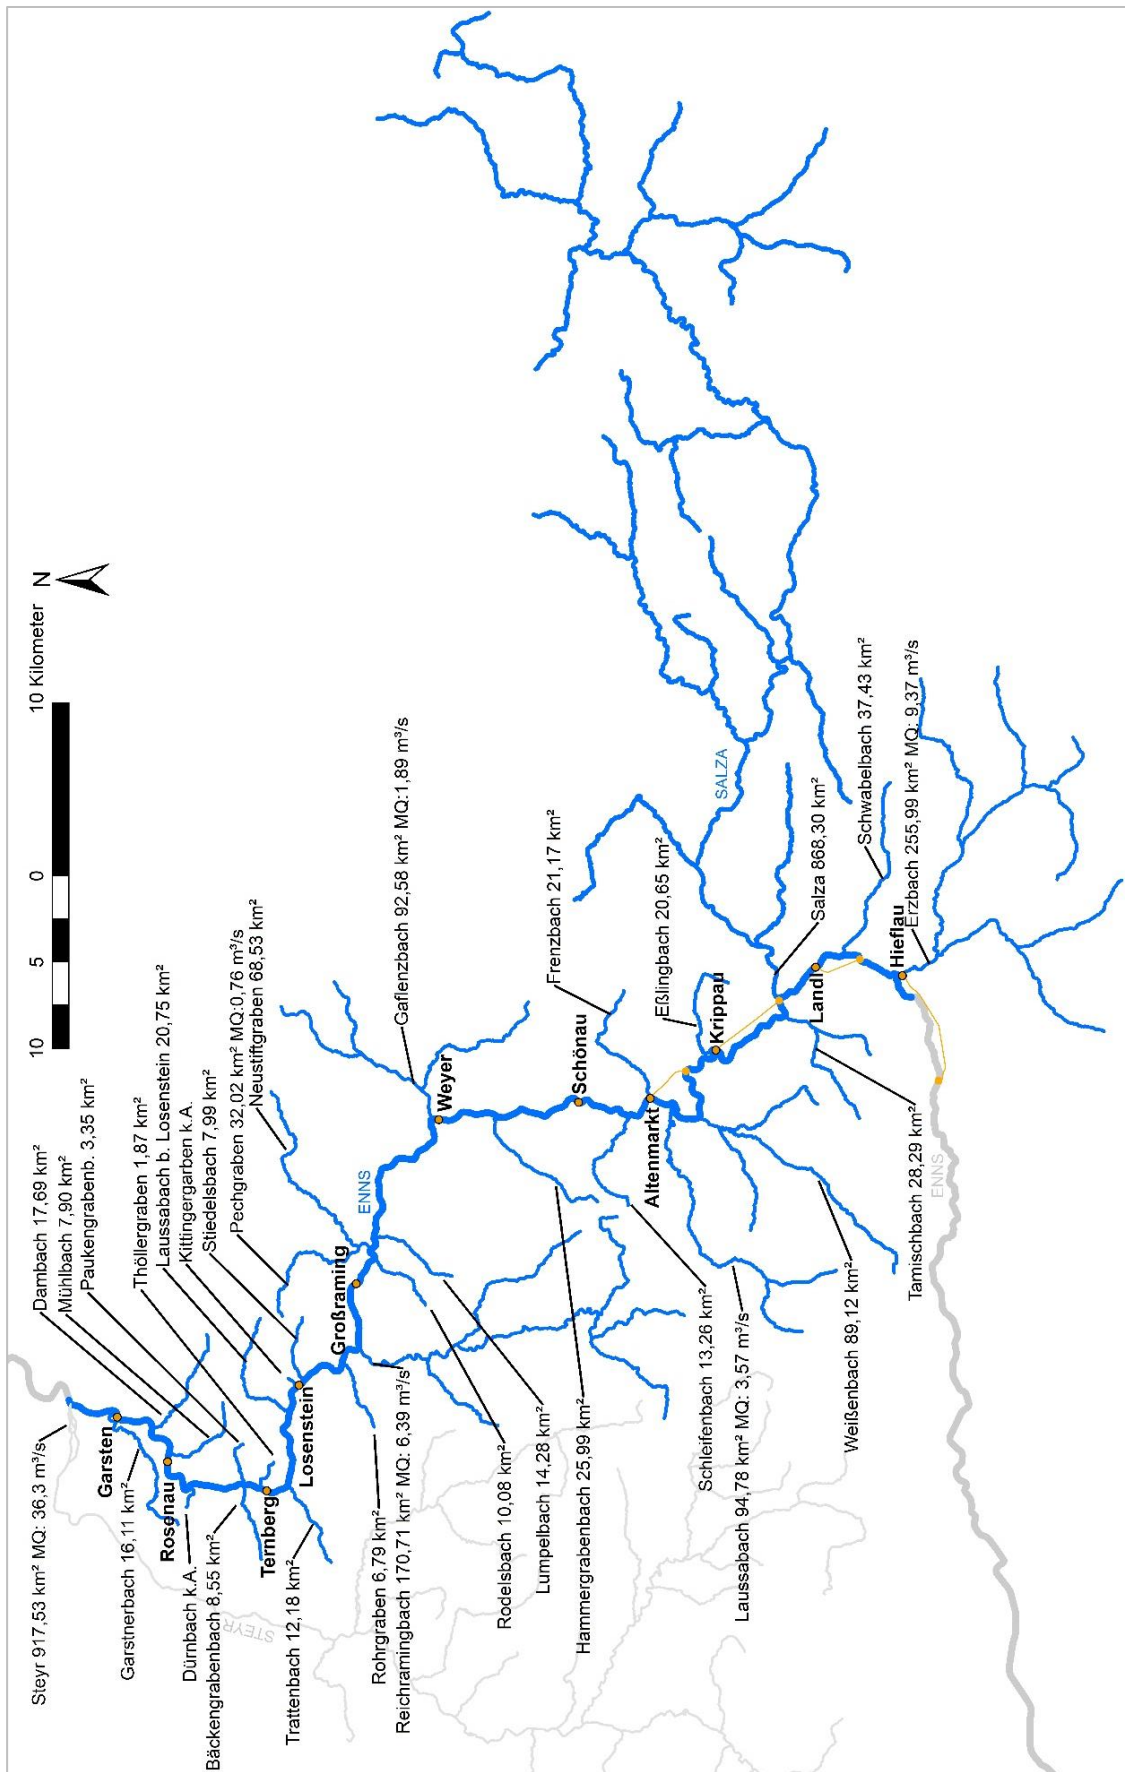 Steyr 917,53 km² MQ: 36,3 m³/s
Garsten
Garstnerbach 16,11 km²
Rosenau
Dürnbach k.A.
Bäckengrabenbach 8,55 km²
Ternberg
Trattenbach 12,18 km²
Losenstein
Großraming
Rohrgraben 6,79 km²
Reichramingbach 170,71 km² MQ: 6,39 m³/s
Rodelsbach 10,08 km²
Lumpelbach 14,28 km²
Hammergrabenbach 25,99 km²
Schleifenbach 13,26 km²
Laussabach 94,78 km² MQ: 3,57 m³/s
Weißenbach 89,12 km²
Tamischbach 28,29 km²
STEYR
ENNS
Dambach 17,69 km²
Mühlbach 7,90 km²
Paukengrabenb. 3,35 km²
Thöllergraben 1,87 km²
Laussabach b. Losenstein 20,75 km²
Kittingergarben k.A.
Stiedelsbach 7,99 km²
Pechgraben 32,02 km² MQ:0,76 m³/s
Neustiftgraben 68,53 km²
ENNS
Gaflenzbach 92,58 km² MQ:1,89 m³/s
Weyer
Schönau
Frenzbach 21,17 km²
Altenmarkt
Eßlingbach 20,65 km²
Krippau
SALZA
Salza 868,30 km²
Landl
Schwabelbach 37,43 km²
Hieflau
Erzbach 255,99 km² MQ: 9,37 m³/s
10 5 0 10 Kilometer
N